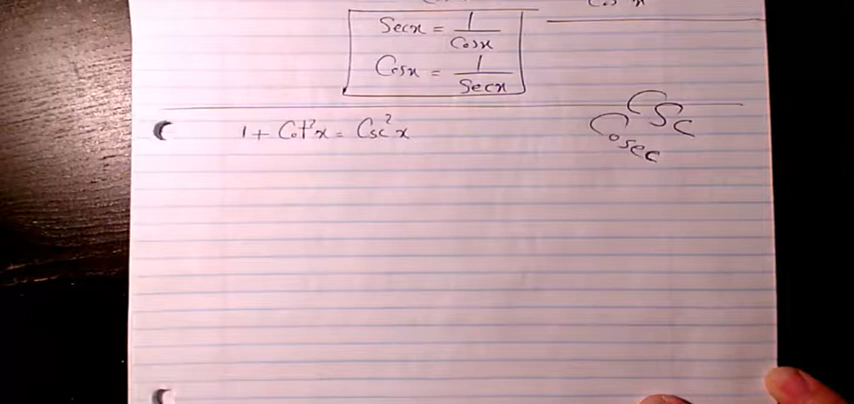 Secx = 1/Cosx
Cosx = 1/Secx
1 + Cot²x = Csc²x
Csc
Cosec